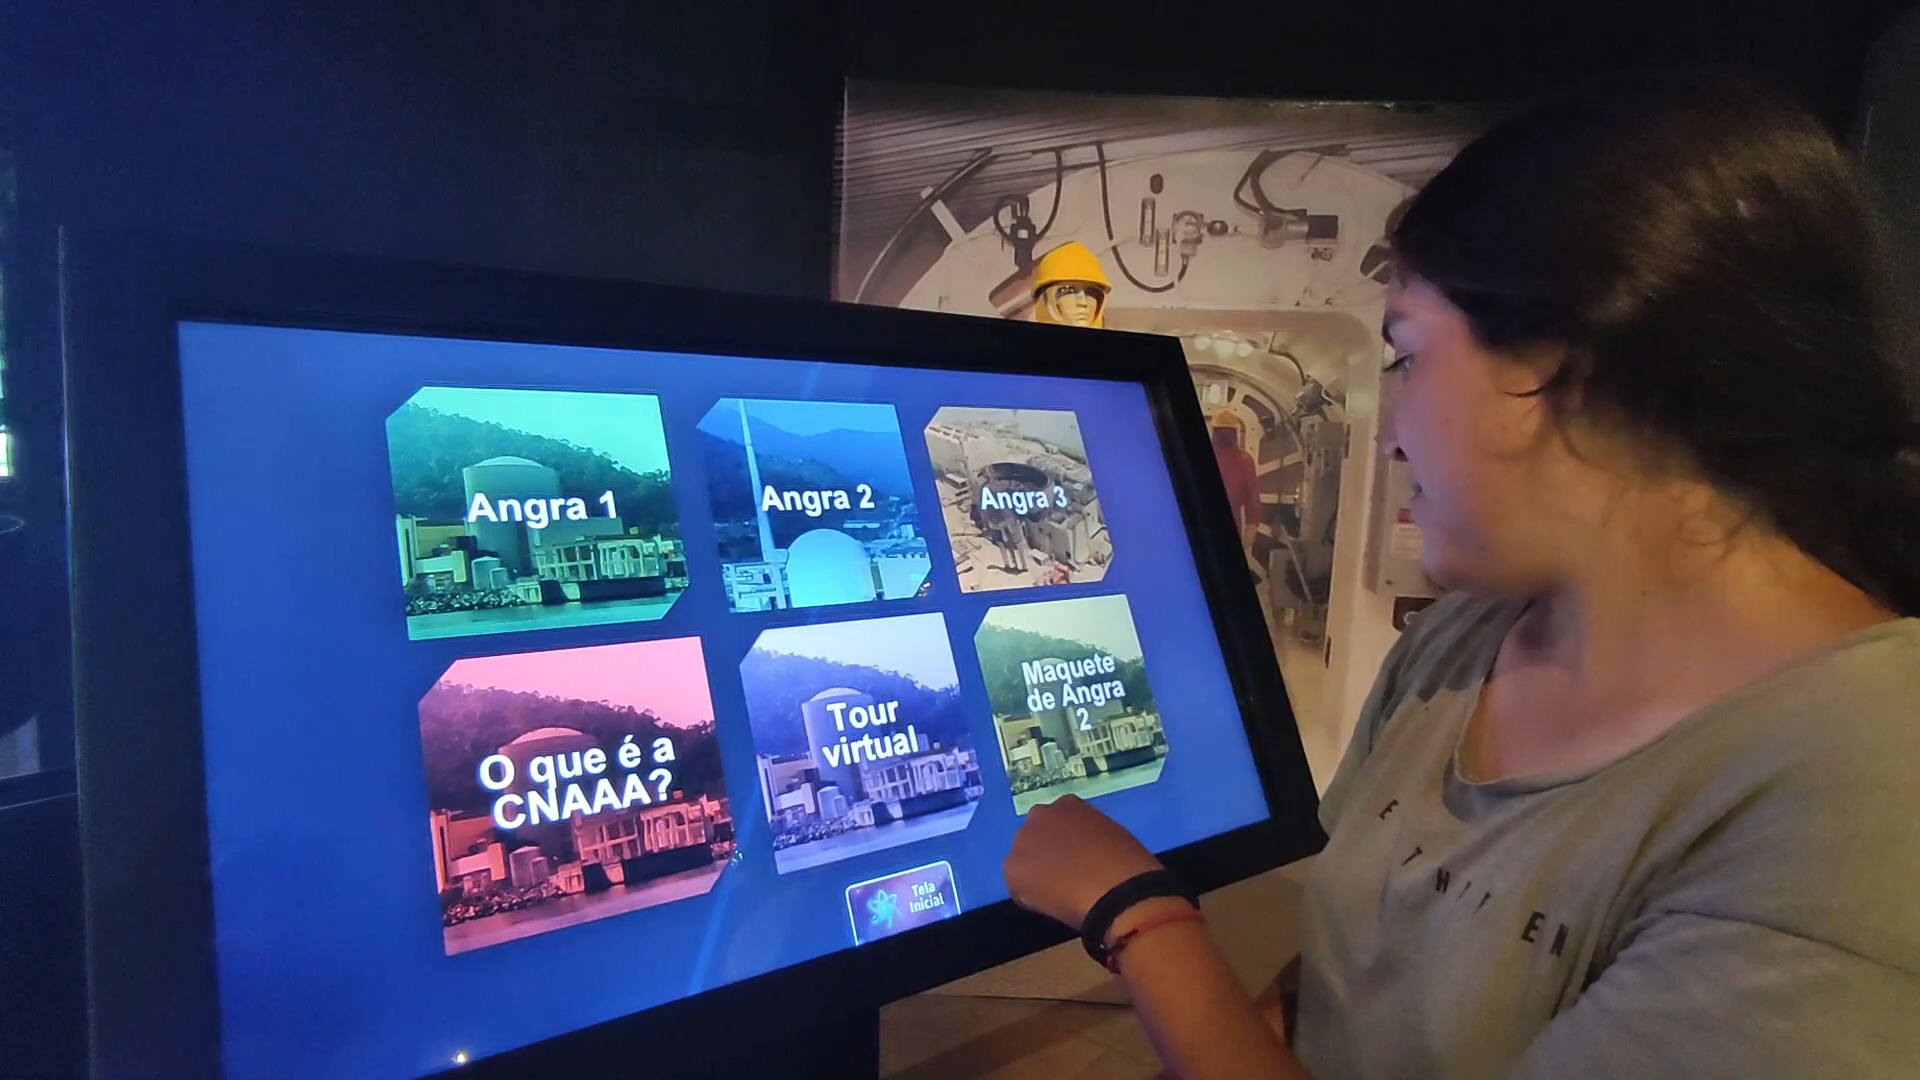 Angra 1
Angra 2
Angra 3
O que é a
CNAAA?
Tour
virtual
Maquete
de Angra
2
Tela
Inicial